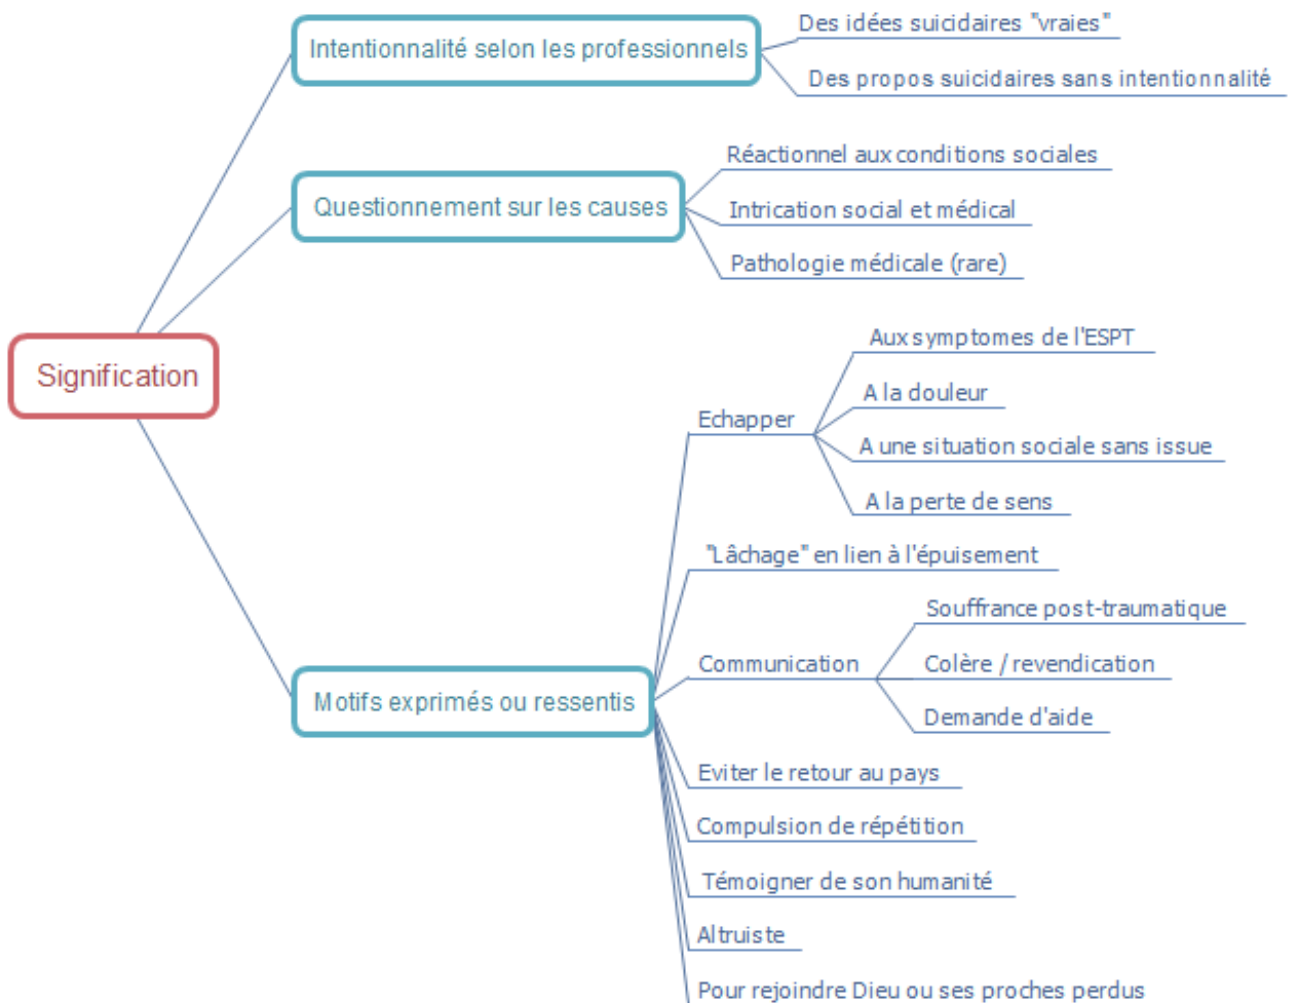 Signification
Intentionnalité selon les professionnels
Des idées suicidaires "vraies"
Des propos suicidaires sans intentionnalité
Questionnement sur les causes
Réactionnel aux conditions sociales
Intrication social et médical
Pathologie médicale (rare)
Motifs exprimés ou ressentis
Echapper
Aux symptomes de l'ESPT
A la douleur
A une situation sociale sans issue
A la perte de sens
"Lâchage" en lien à l'épuisement
Communication
Souffrance post-traumatique
Colère / revendication
Demande d'aide
Eviter le retour au pays
Compulsion de répétition
Témoigner de son humanité
Altruiste
Pour rejoindre Dieu ou ses proches perdus